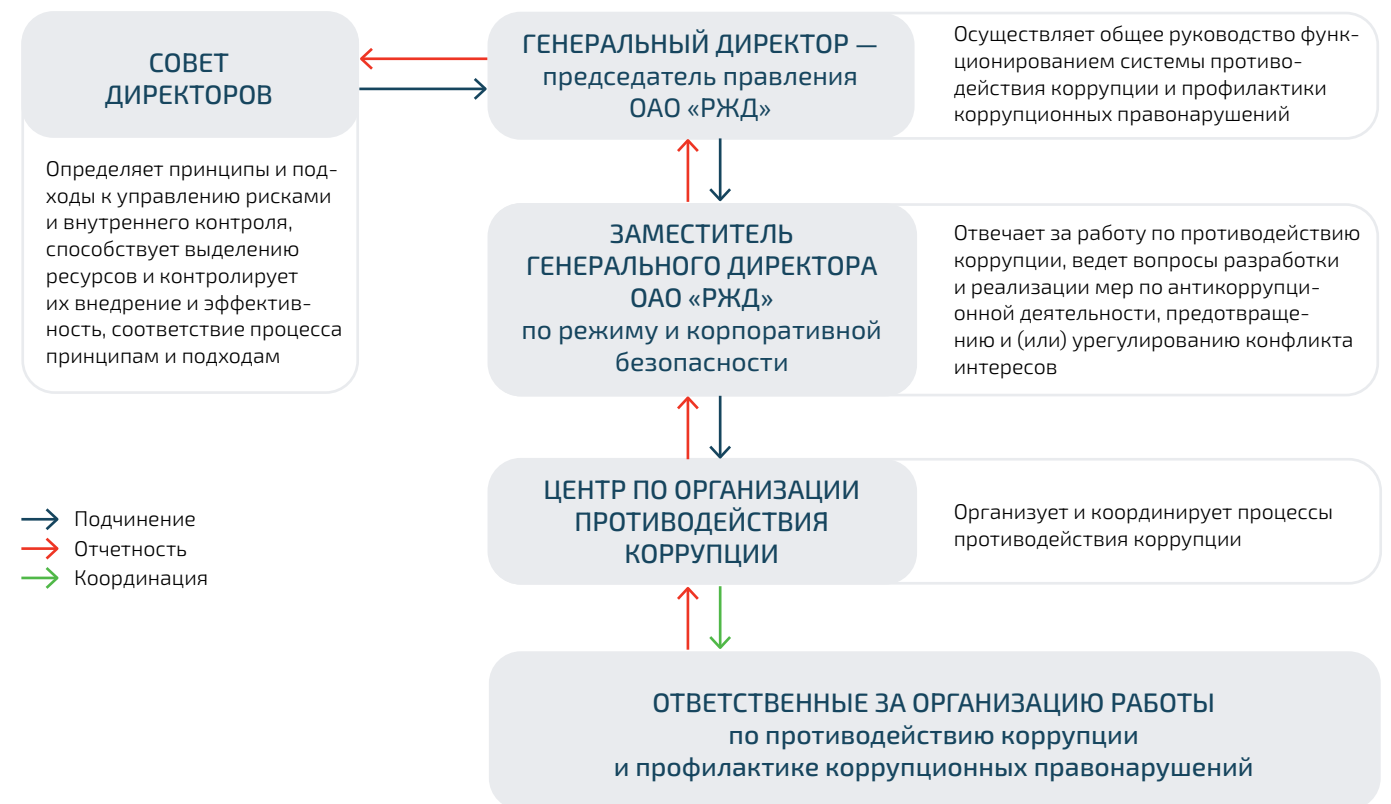 СОВЕТ
ДИРЕКТОРОВ
Определяет принципы и под-
ходы к управлению рисками
и внутреннего контроля,
способствует выделению
ресурсов и контролирует
их внедрение и эффектив-
ность, соответствие процесса
принципам и подходам
ГЕНЕРАЛЬНЫЙ ДИРЕКТОР —
председатель правления
ОАО «РЖД»
Осуществляет общее руководство функ-
ционированием системы противо-
действия коррупции и профилактики
коррупционных правонарушений
ЗАМЕСТИТЕЛЬ
ГЕНЕРАЛЬНОГО ДИРЕКТОРА
ОАО «РЖД»
по режиму и корпоративной
безопасности
Отвечает за работу по противодействию
коррупции, ведет вопросы разработки
и реализации мер по антикоррупци-
онной деятельности, предотвраще-
нию и (или) урегулированию конфликта
интересов
ЦЕНТР ПО ОРГАНИЗАЦИИ
ПРОТИВОДЕЙСТВИЯ
КОРРУПЦИИ
Организует и координирует процессы
противодействия коррупции
Подчинение
Отчетность
Координация
ОТВЕТСТВЕННЫЕ ЗА ОРГАНИЗАЦИЮ РАБОТЫ
по противодействию коррупции
и профилактике коррупционных правонарушений